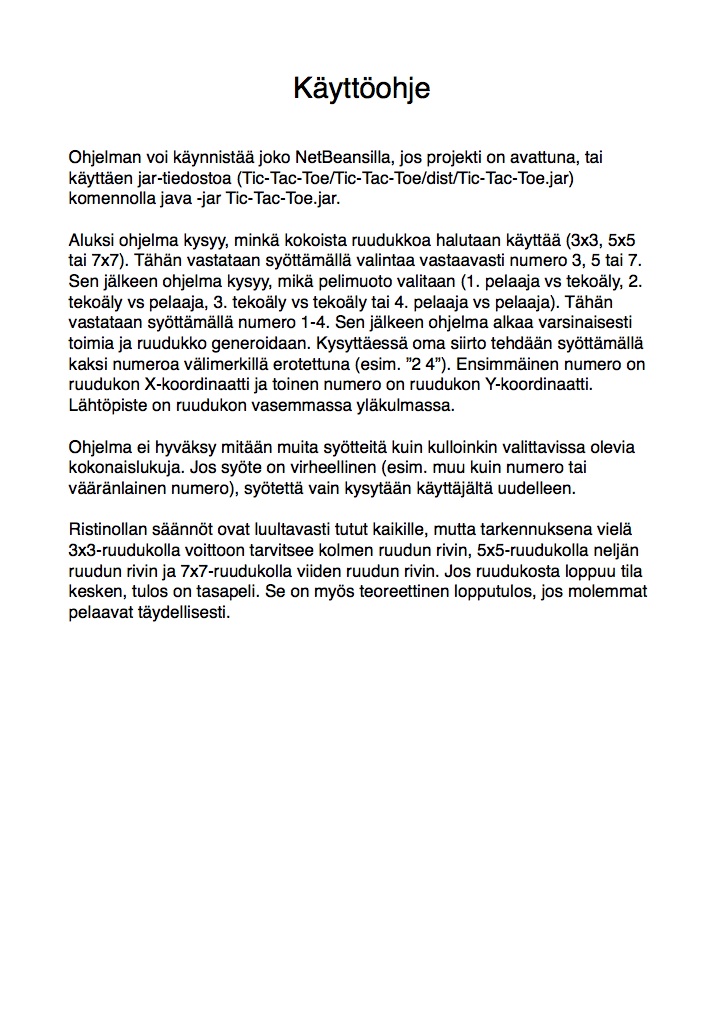 Käyttöohje
Ohjelman voi käynnistää joko NetBeansilla, jos projekti on avattuna, tai
käyttäen jar-tiedostoa (Tic-Tac-Toe/Tic-Tac-Toe/dist/Tic-Tac-Toe.jar)
komennolla java -jar Tic-Tac-Toe.jar.
Aluksi ohjelma kysyy, minkä kokoista ruudukkoa halutaan käyttää (3x3, 5x5
tai 7x7). Tähän vastataan syöttämällä valintaa vastaavasti numero 3, 5 tai 7.
Sen jälkeen ohjelma kysyy, mikä pelimuoto valitaan (1. pelaaja vs tekoäly, 2.
tekoäly vs pelaaja, 3. tekoäly vs tekoäly tai 4. pelaaja vs pelaaja). Tähän
vastataan syöttämällä numero 1-4. Sen jälkeen ohjelma alkaa varsinaisesti
toimia ja ruudukko generoidaan. Kysyttäessä oma siirto tehdään syöttämällä
kaksi numeroa välimerkillä erotettuna (esim. ”2 4”). Ensimmäinen numero on
ruudukon X-koordinaatti ja toinen numero on ruudukon Y-koordinaatti.
Lähtöpiste on ruudukon vasemmassa yläkulmassa.
Ohjelma ei hyväksy mitään muita syötteitä kuin kulloinkin valittavissa olevia
kokonaislukuja. Jos syöte on virheellinen (esim. muu kuin numero tai
vääränlainen numero), syötettä vain kysytään käyttäjältä uudelleen.
Ristinollan säännöt ovat luultavasti tutut kaikille, mutta tarkennuksena vielä
3x3-ruudukolla voittoon tarvitsee kolmen ruudun rivin, 5x5-ruudukolla neljän
ruudun rivin ja 7x7-ruudukolla viiden ruudun rivin. Jos ruudukosta loppuu tila
kesken, tulos on tasapeli. Se on myös teoreettinen lopputulos, jos molemmat
pelaavat täydellisesti.